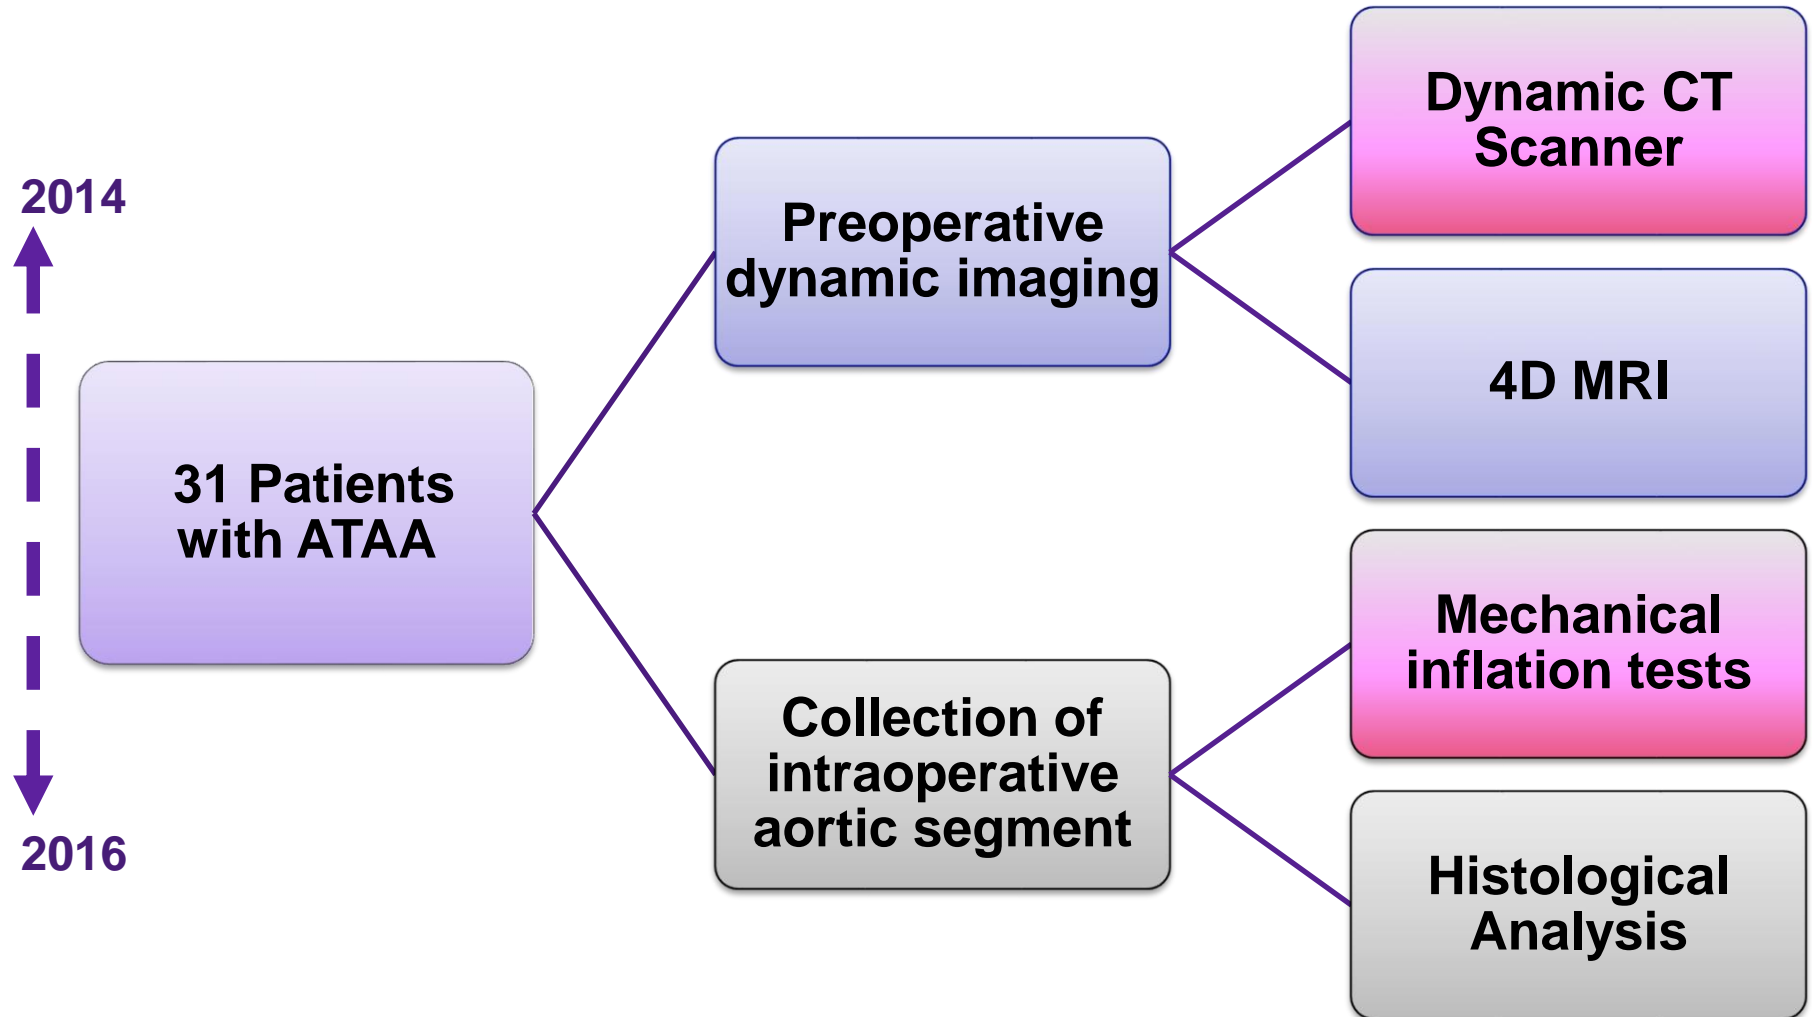 2014
2016
31 Patients
with ATAA
Preoperative
dynamic imaging
Collection of
intraoperative
aortic segment
Dynamic CT
Scanner
4D MRI
Mechanical
inflation tests
Histological
Analysis